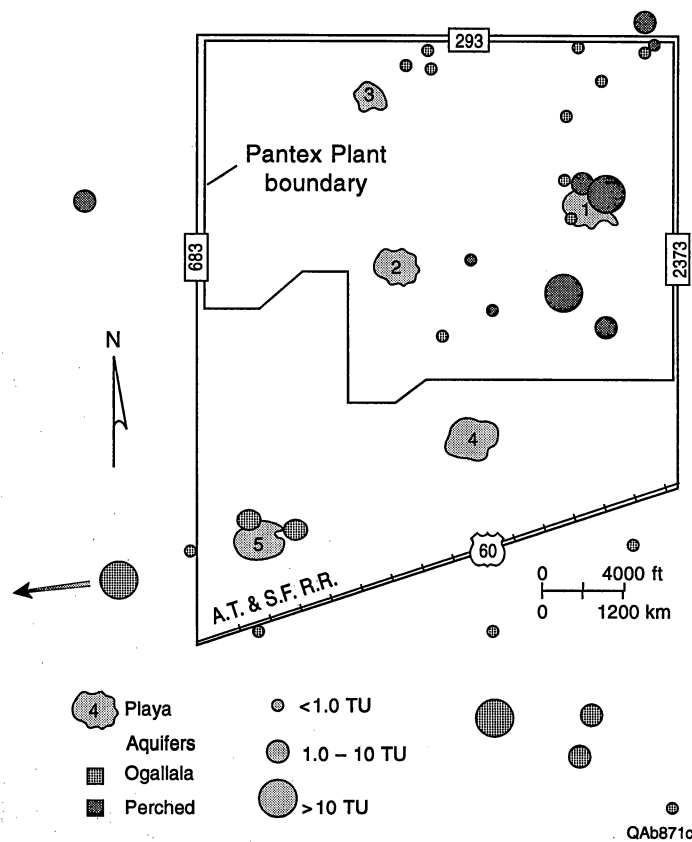 293
3
Pantex Plant
boundary
1
683
2
2373
N
4
5
60
A.T. & S.F. R.R.
0 4000 ft
0 1200 km
4 Playa
Aquifers
Ogallala
Perched
<1.0 TU
1.0 – 10 TU
>10 TU
QAb871c